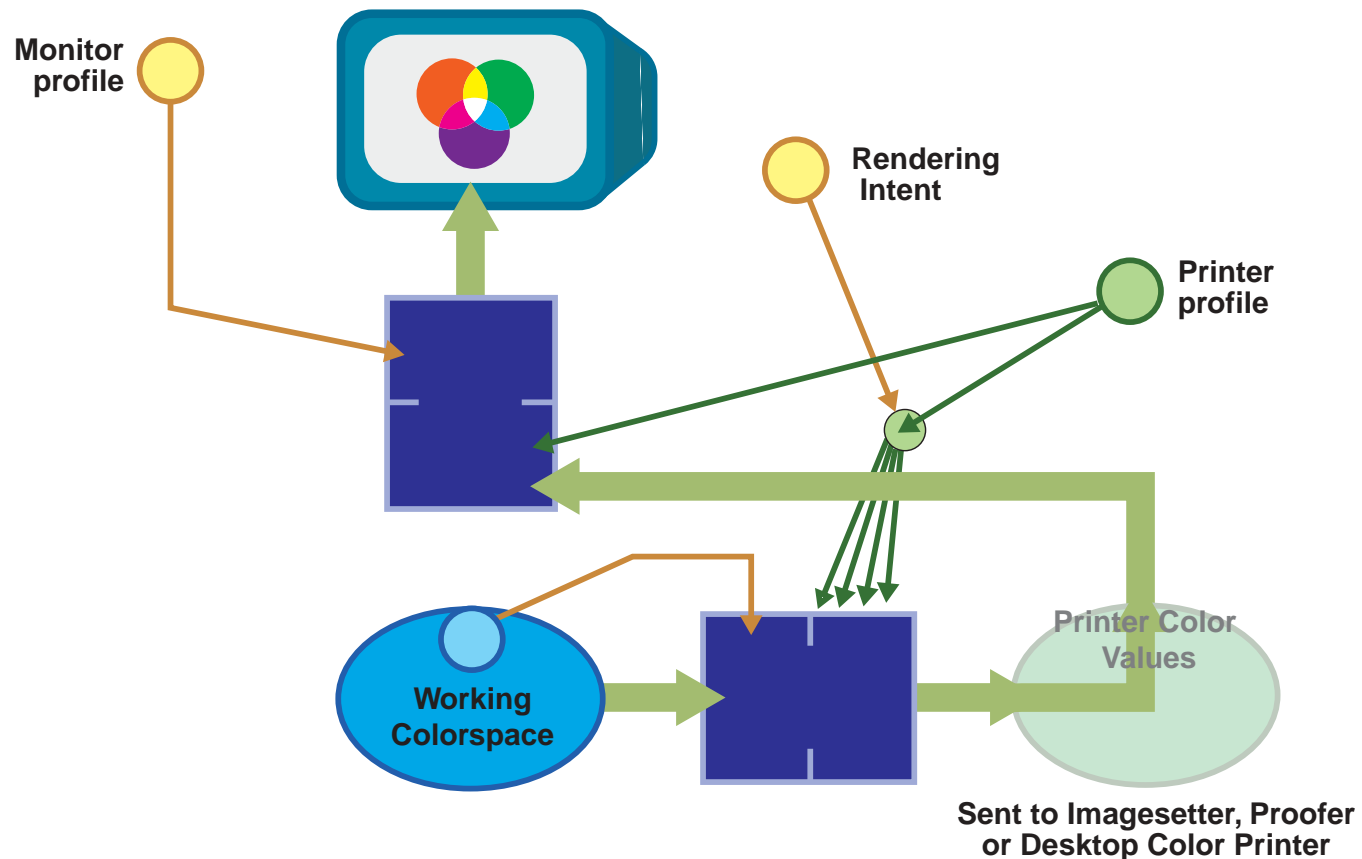 Monitor
profile
Rendering
Intent
Printer
profile
Printer Color
Values
Working
Colorspace
Sent to Imagesetter, Proofer
or Desktop Color Printer